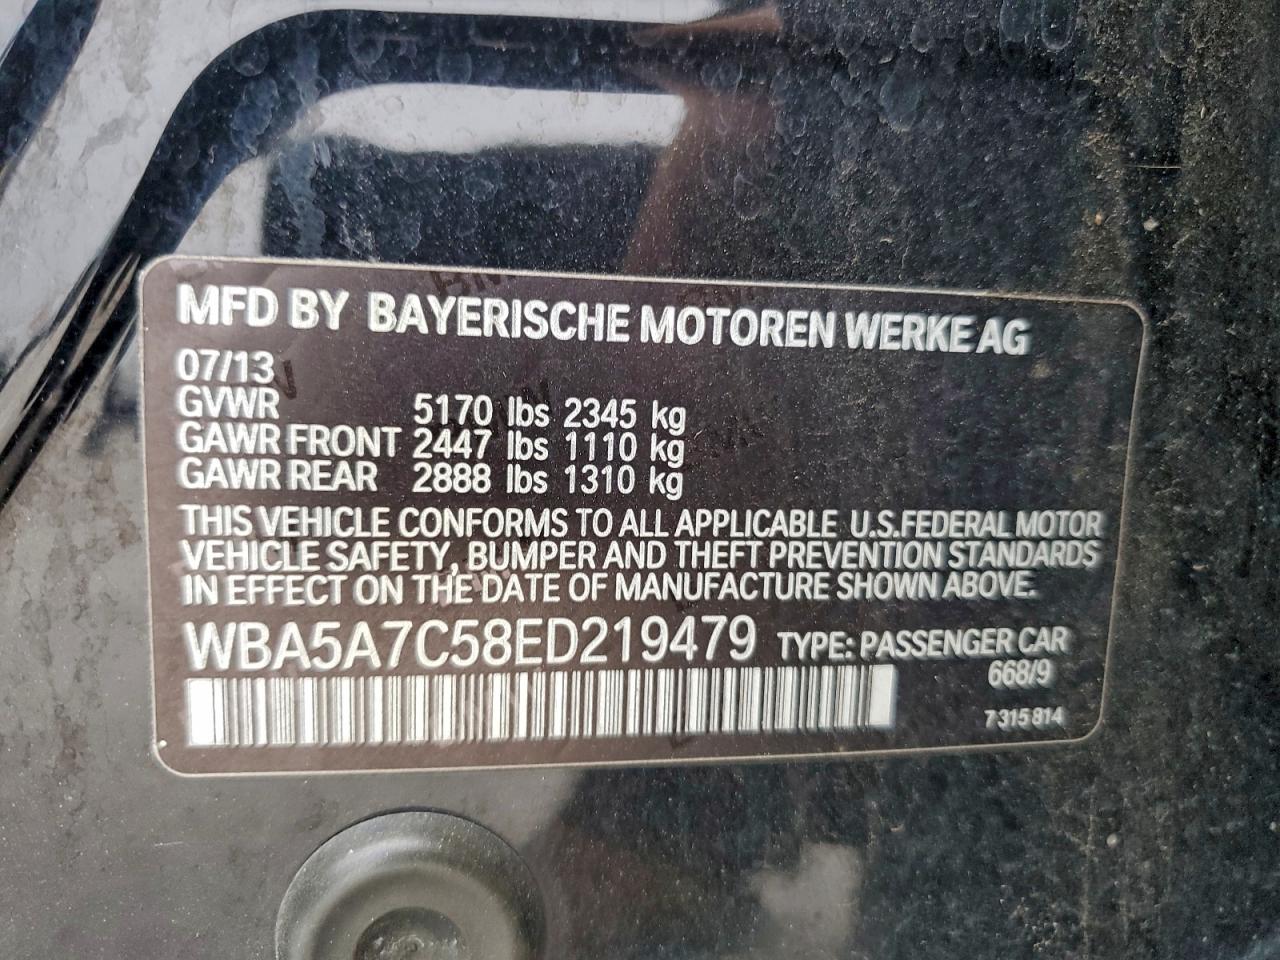 MFD BY BAYERISCHE MOTOREN WERKE AG
07/13
GVWR 5170 lbs 2345 kg
GAWR FRONT 2447 lbs 1110 kg
GAWR REAR 2888 lbs 1310 kg
THIS VEHICLE CONFORMS TO ALL APPLICABLE U.S.FEDERAL MOTOR
VEHICLE SAFETY, BUMPER AND THEFT PREVENTION STANDARDS
IN EFFECT ON THE DATE OF MANUFACTURE SHOWN ABOVE.
WBA5A7C58ED219479 TYPE: PASSENGER CAR
668/9
7 315 814